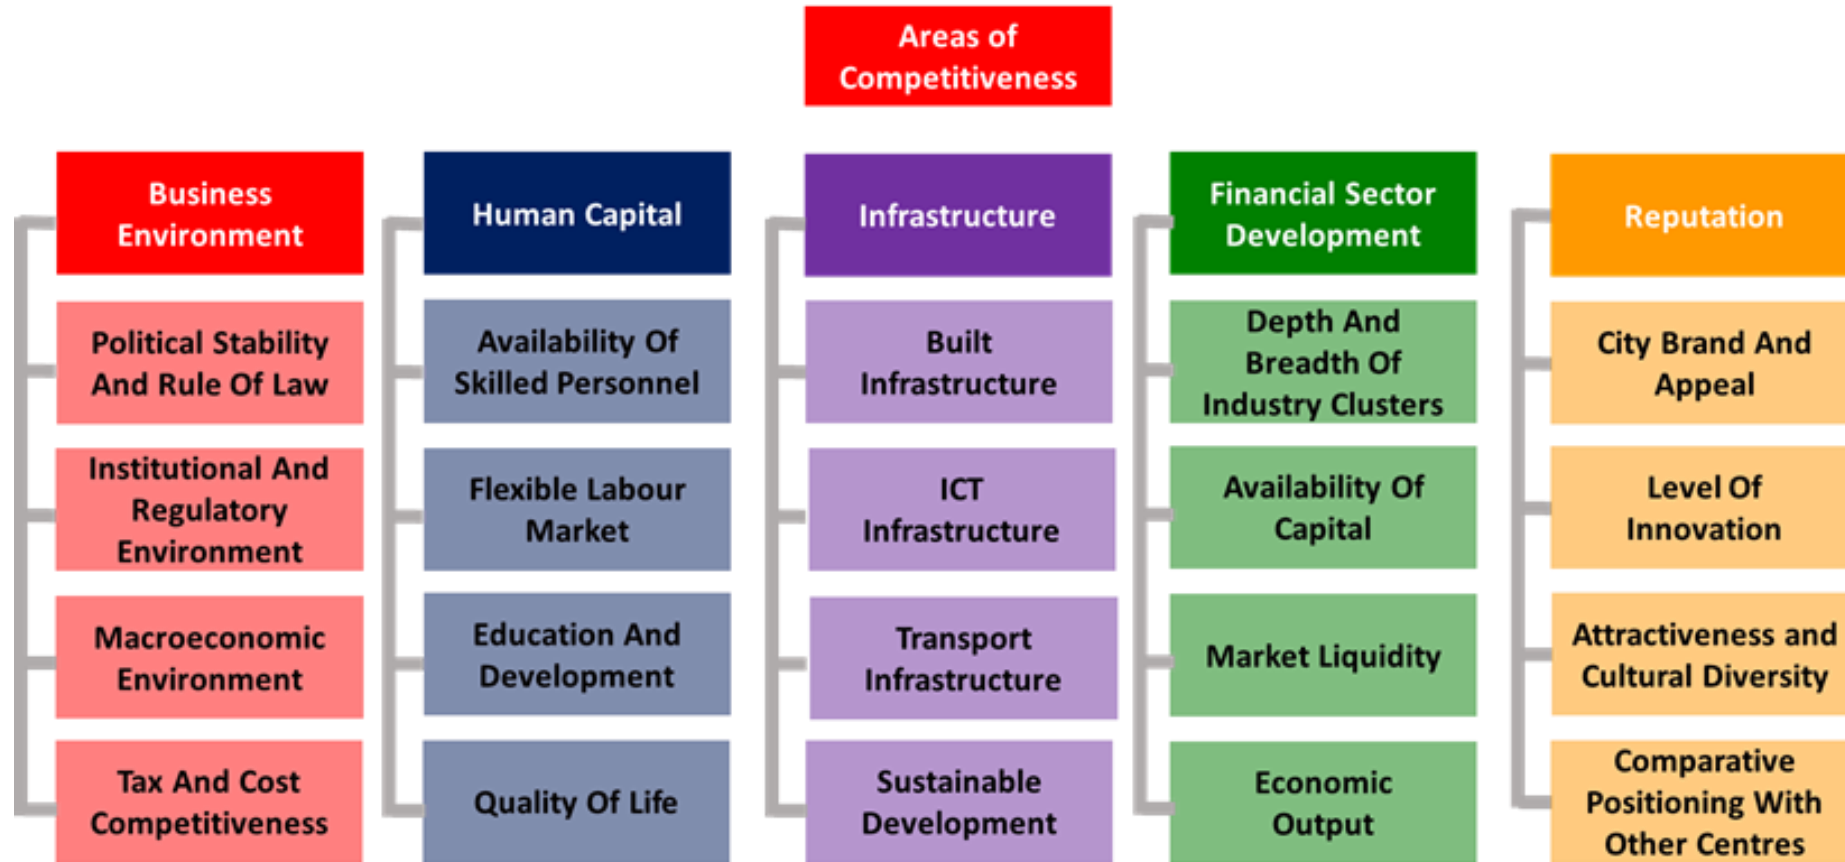 Areas of
Competitiveness
Business
Environment
Political Stability
And Rule Of Law
Institutional And
Regulatory
Environment
Macroeconomic
Environment
Tax And Cost
Competitiveness
Human Capital
Availability Of
Skilled Personnel
Flexible Labour
Market
Education And
Development
Quality Of Life
Infrastructure
Built
Infrastructure
ICT
Infrastructure
Transport
Infrastructure
Sustainable
Development
Financial Sector
Development
Depth And
Breadth Of
Industry Clusters
Availability Of
Capital
Market Liquidity
Economic
Output
Reputation
City Brand And
Appeal
Level Of
Innovation
Attractiveness and
Cultural Diversity
Comparative
Positioning With
Other Centres